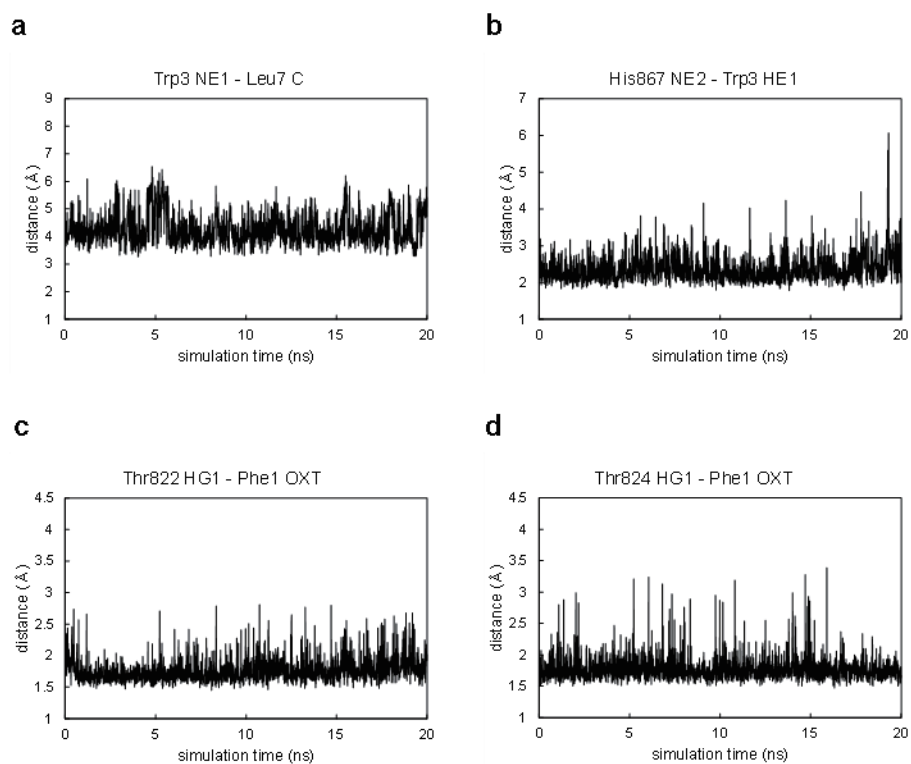 a
Trp3 NE1 - Leu7 C
9
8
7
6
5
4
3
2
1
distance (Å)
0 5 10 15 20
simulation time (ns)
b
His867 NE2 - Trp3 HE1
7
6
5
4
3
2
1
distance (Å)
0 5 10 15 20
simulation time (ns)
c
Thr822 HG1 - Phe1 OXT
4.5
4
3.5
3
2.5
2
1.5
1
distance (Å)
0 5 10 15 20
simulation time (ns)
d
Thr824 HG1 - Phe1 OXT
4.5
4
3.5
3
2.5
2
1.5
1
distance (Å)
0 5 10 15 20
simulation time (ns)